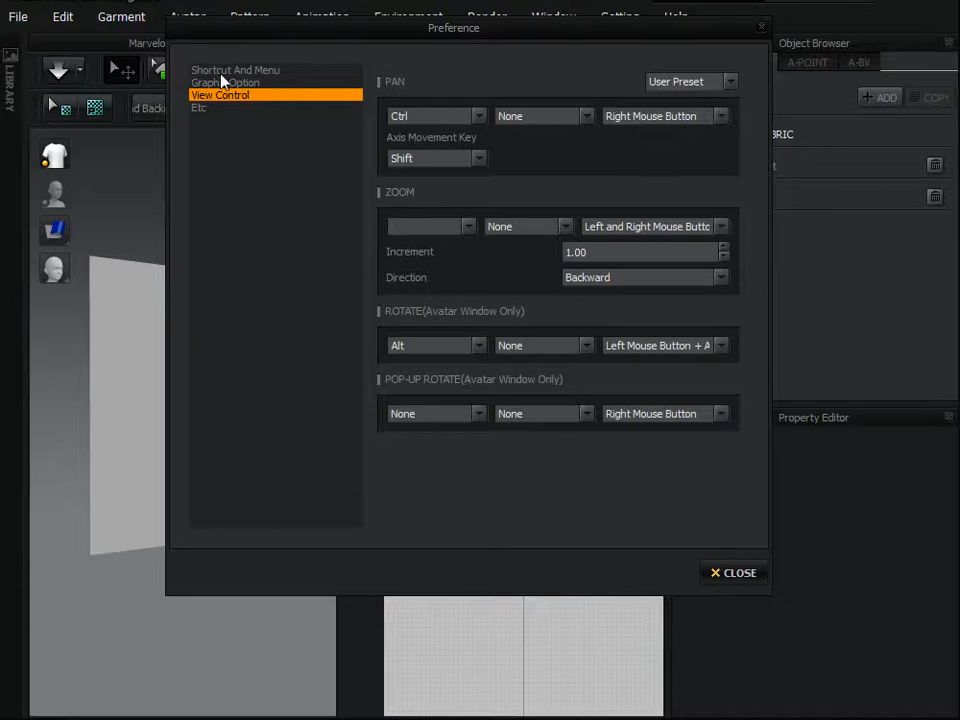 File Edit Garment Avatar Pattern Animation Environment Render Window Setting Help
Preference
Object Browser
LIBRARY
Shortcut And Menu
Graphic Option
View Control
Etc
PAN
User Preset
Ctrl None Right Mouse Button
Axis Movement Key
Shift
ZOOM
None Left and Right Mouse Butto
Increment 1.00
Direction Backward
ROTATE(Avatar Window Only)
Alt None Left Mouse Button + A
POP-UP ROTATE(Avatar Window Only)
None None Right Mouse Button
CLOSE
A-POINT A-BV
ADD COPY
BRIC
Property Editor
Marvelo
d Backg